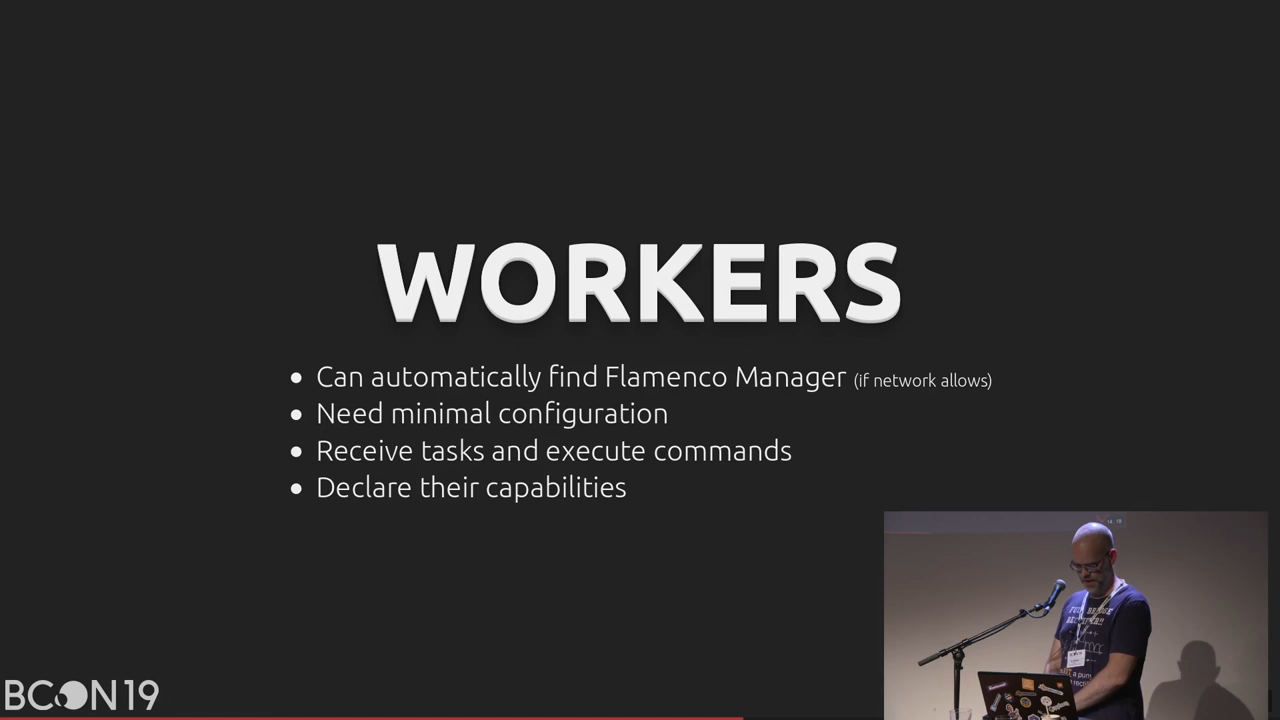 WORKERS
Can automatically find Flamenco Manager (if network allows)
Need minimal configuration
Receive tasks and execute commands
Declare their capabilities
BCON19